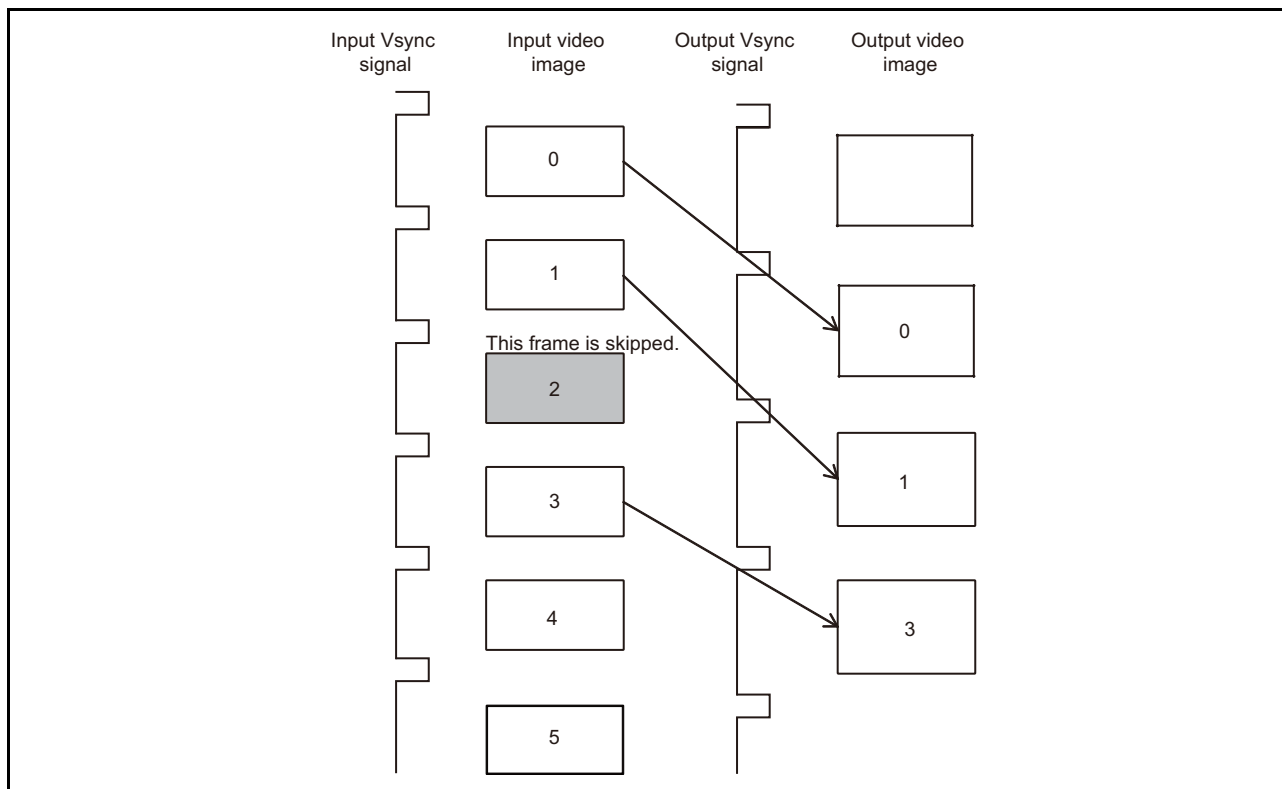 Input Vsync
signal
Input video
image
Output Vsync
signal
Output video
image
0
1
This frame is skipped.
2
3
4
5
0
1
3